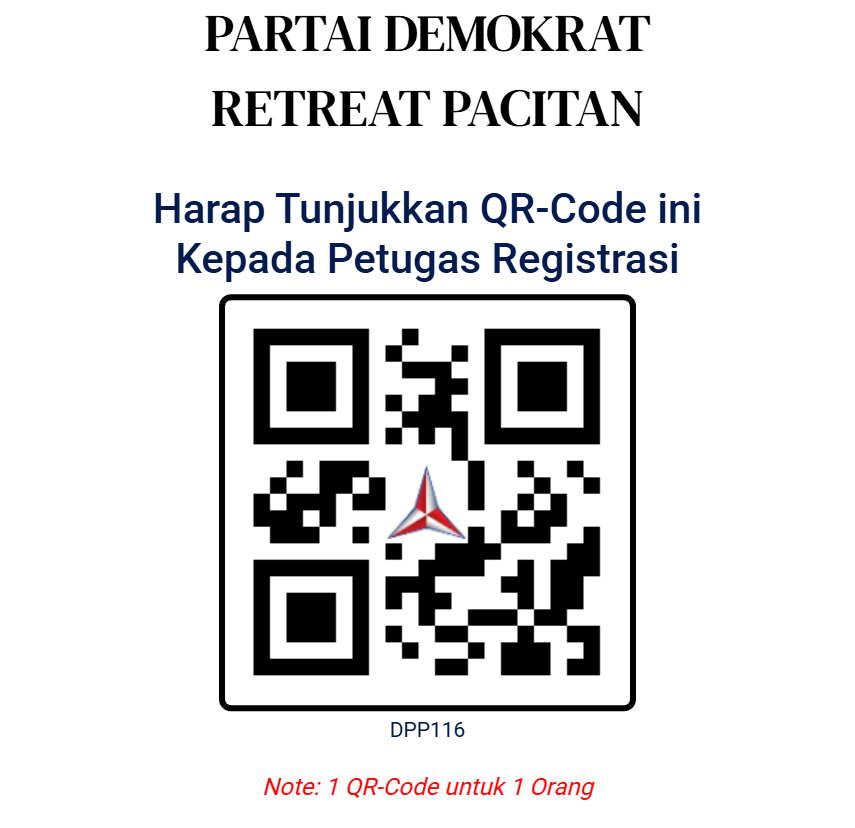 PARTAI DEMOKRAT
RETREAT PACITAN
Harap Tunjukkan QR-Code ini
Kepada Petugas Registrasi
DPP116
Note: 1 QR-Code untuk 1 Orang